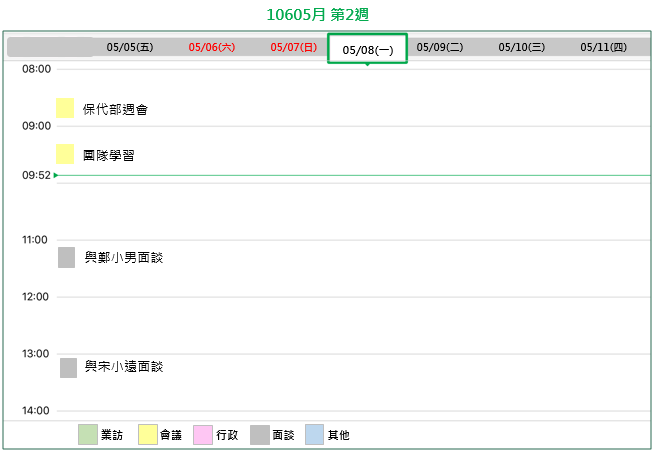 10605月 第2週
05/05(五) 05/06(六) 05/07(日) 05/08(一) 05/09(二) 05/10(三) 05/11(四)
08:00
保代部週會
09:00
團隊學習
09:52
11:00
與鄭小男面談
12:00
13:00
與宋小遠面談
14:00
業訪 會議 行政 面談 其他